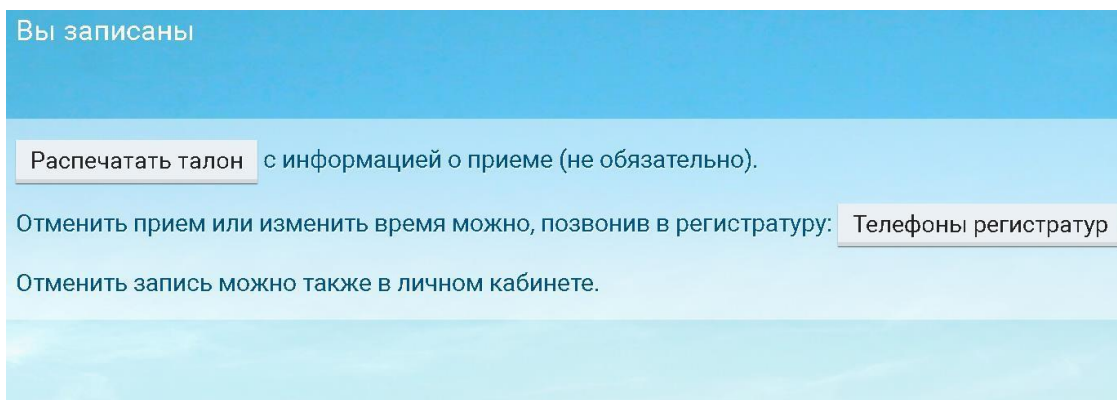 Вы записаны
Распечатать талон с информацией о приеме (не обязательно).
Отменить прием или изменить время можно, позвонив в регистратуру: Телефоны регистратур
Отменить запись можно также в личном кабинете.